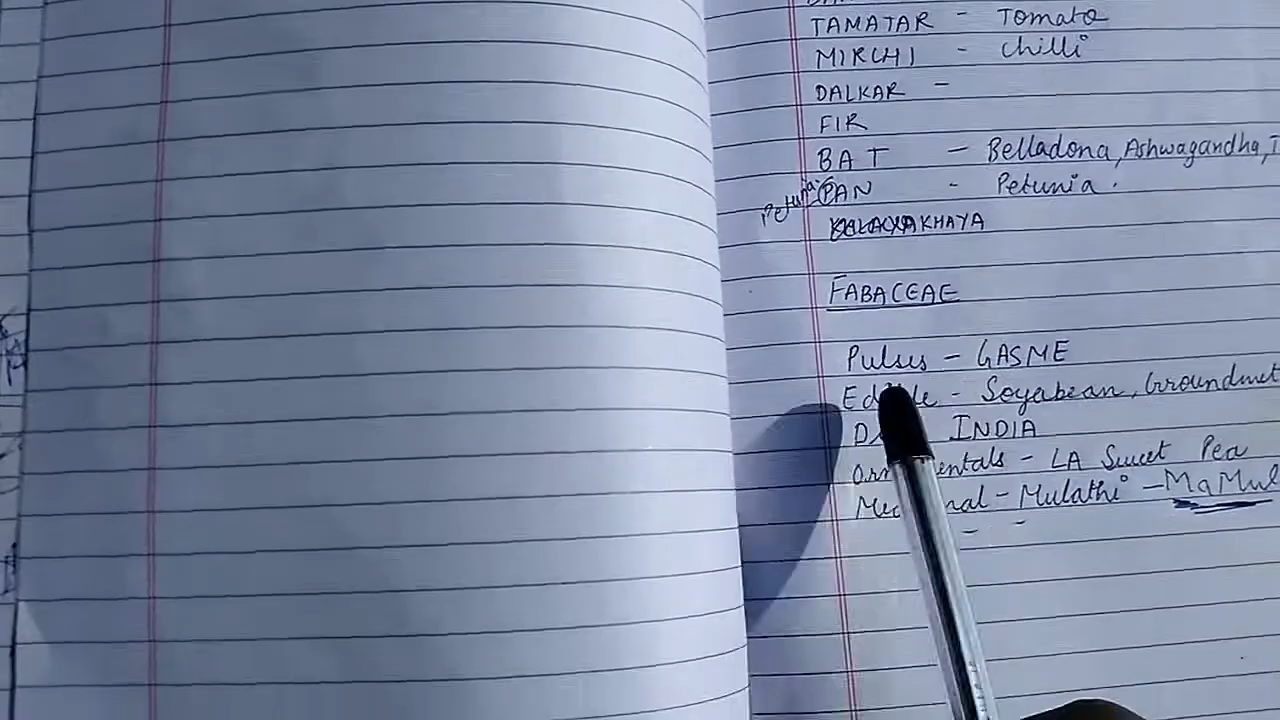 TAMATAR - Tomato
MIRCHI - Chilli
DALKAR -
FIR
BAT - Belladona, Ashwagandha, T
Petunia PAN - Petunia.
KHAYA
FABACEAE
Pulses - GASME
- Soyabean, Groundnut
INDIA
- LA Sweet Pea
- Mulathi - MaMul